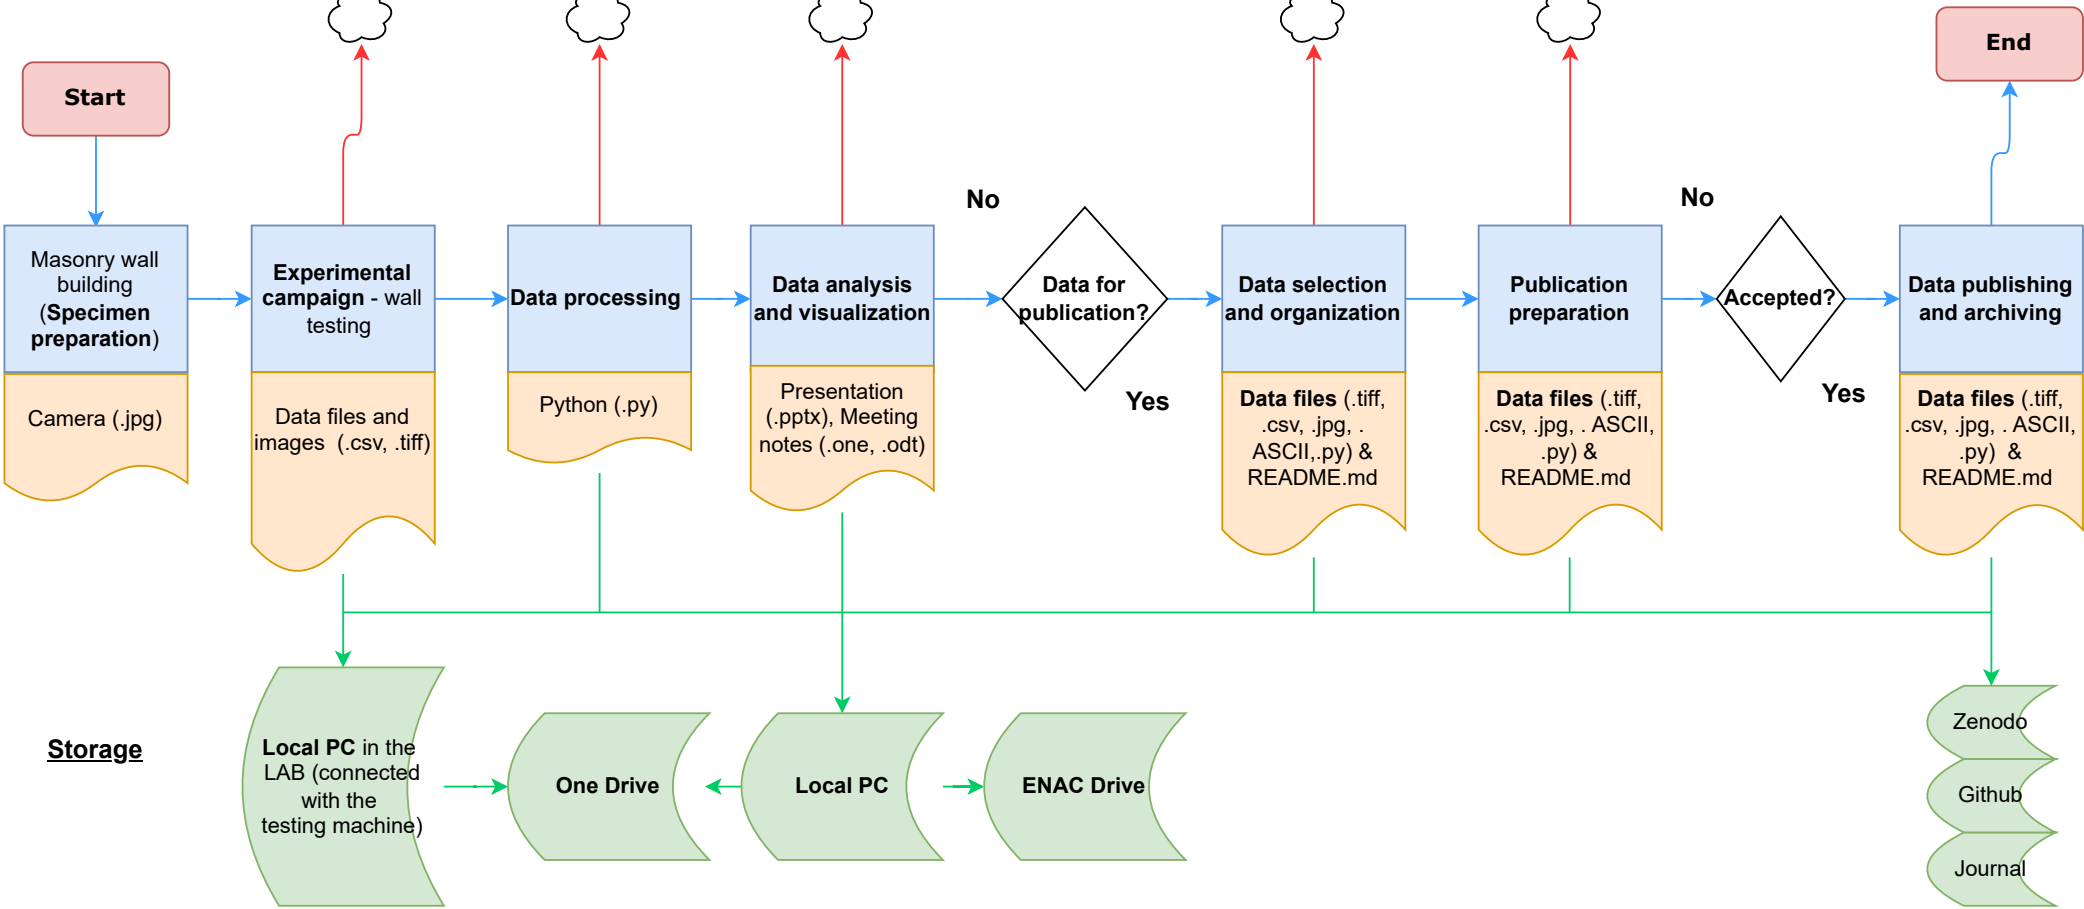 Start
End
No
No
Masonry wall
building
(Specimen
preparation)
Experimental
campaign - wall
testing
Data processing
Data analysis
and visualization
Data for
publication?
Data selection
and organization
Publication
preparation
Accepted?
Data publishing
and archiving
Yes
Yes
Camera (.jpg)
Data files and
images  (.csv, .tiff)
Python (.py)
Presentation
(.pptx), Meeting
notes (.one, .odt)
Data files (.tiff,
.csv, .jpg, .
ASCII,.py) &
README.md
Data files (.tiff,
.csv, .jpg, . ASCII,
.py) &
README.md
Data files (.tiff,
.csv, .jpg, . ASCII,
.py)  &
README.md
Storage
Local PC in the
LAB (connected
with the
testing machine)
One Drive
Local PC
ENAC Drive
Zenodo
Github
Journal